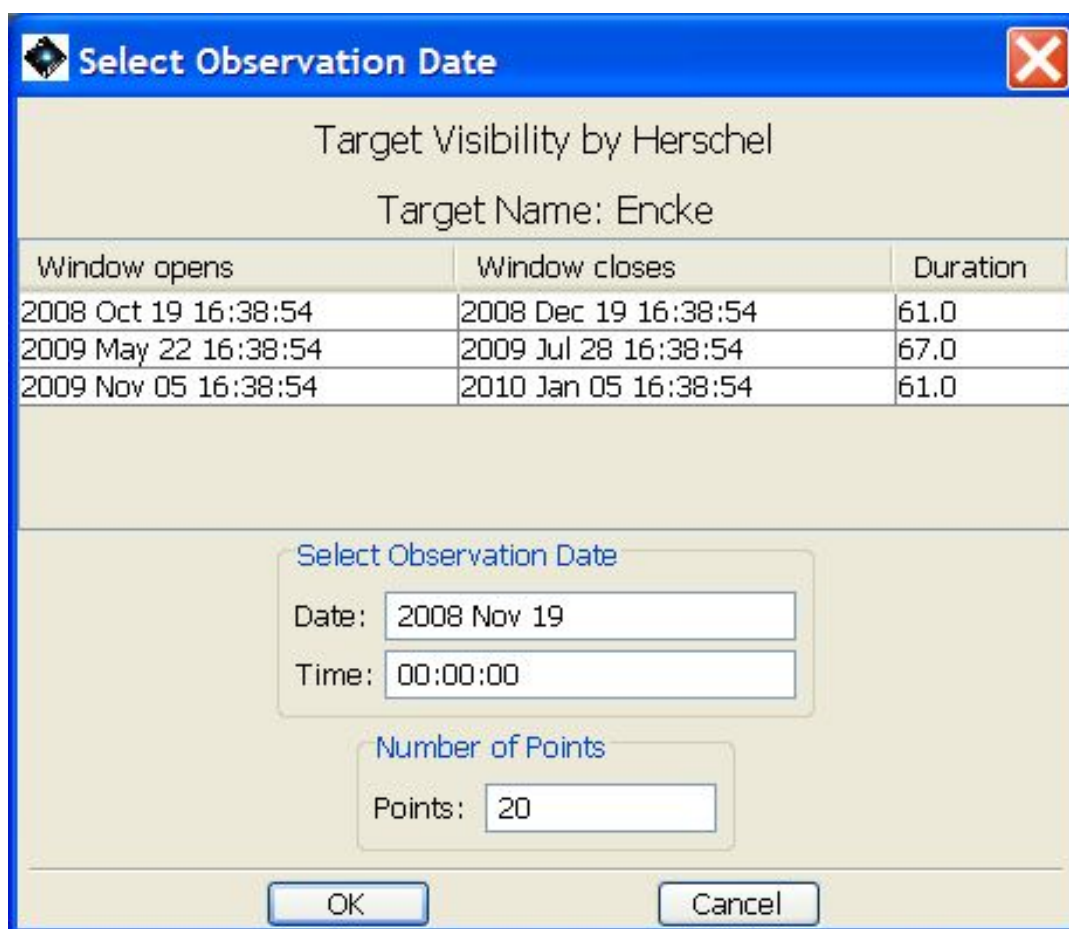 Select Observation Date
Target Visibility by Herschel
Target Name: Encke
Window opens Window closes Duration
2008 Oct 19 16:38:54 2008 Dec 19 16:38:54 61.0
2009 May 22 16:38:54 2009 Jul 28 16:38:54 67.0
2009 Nov 05 16:38:54 2010 Jan 05 16:38:54 61.0
Select Observation Date
Date: 2008 Nov 19
Time: 00:00:00
Number of Points
Points: 20
OK Cancel